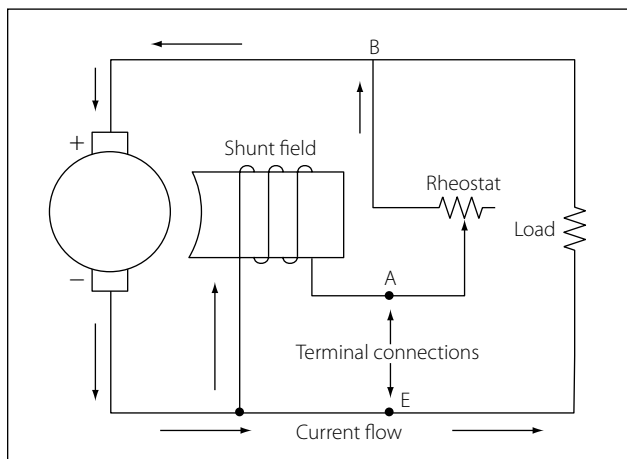 B
+
Shunt field
Rheostat
Load
−
A
Terminal connections
E
Current flow